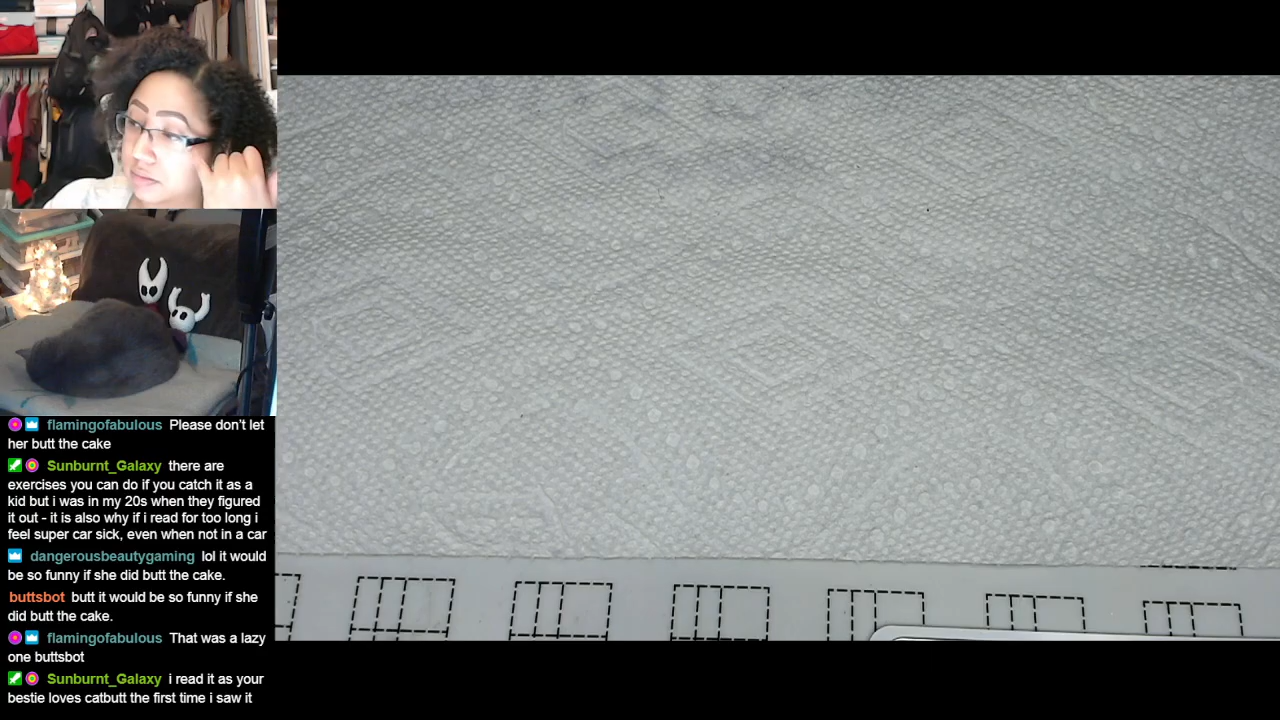 flamingofabulous Please don't let
her butt the cake
Sunburnt_Galaxy there are
exercises you can do if you catch it as a
kid but i was in my 20s when they figured
it out - it is also why if i read for too long i
feel super car sick, even when not in a car
dangerousbeautygaming lol it would
be so funny if she did butt the cake.
buttsbot butt it would be so funny if she
did butt the cake.
flamingofabulous That was a lazy
one buttsbot
Sunburnt_Galaxy i read it as your
bestie loves catbutt the first time i saw it